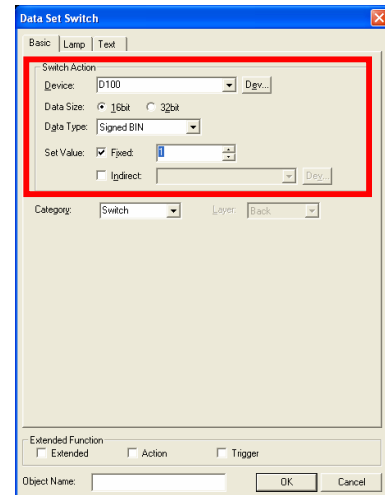 Data Set Switch
Basic Lamp Text
Switch Action
Device: D100 Dev...
Data Size: 16bit 32bit
Data Type: Signed BIN
Set Value: Fixed: 1
Indirect: Dev...
Category: Switch Layer: Back
Extended Function
Extended Action Trigger
Object Name: OK Cancel